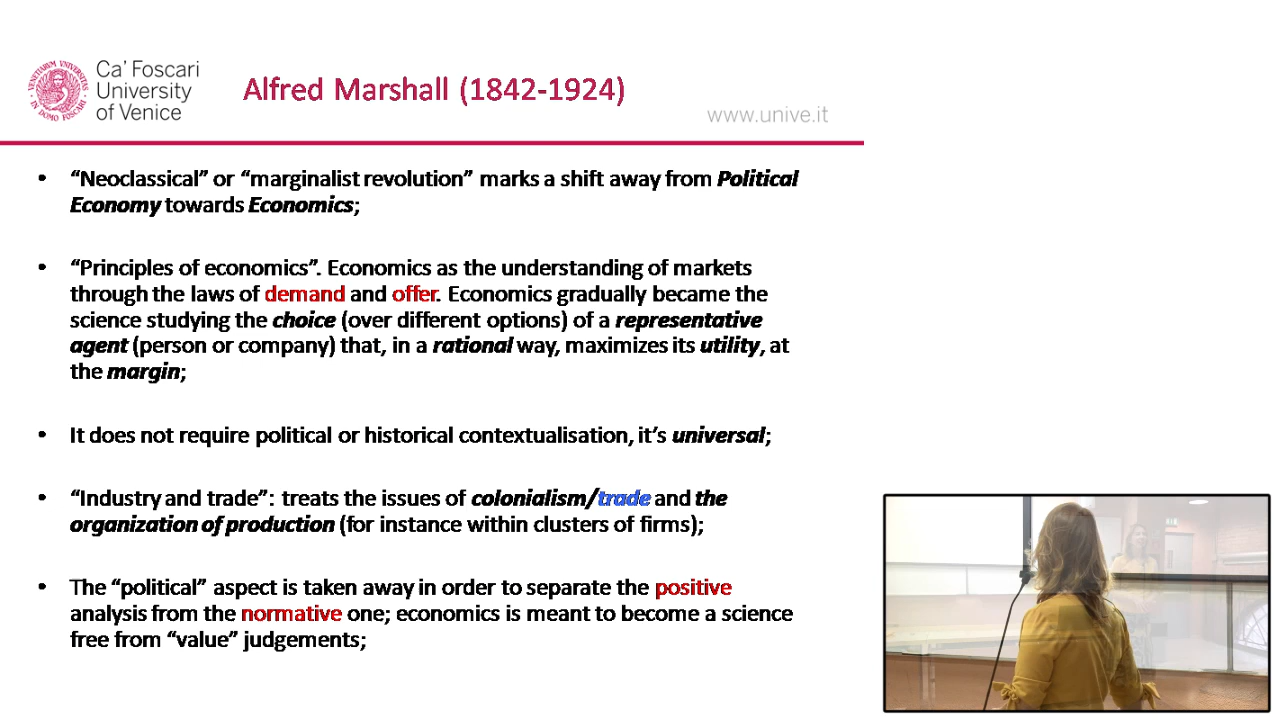 Ca' Foscari
University
of Venice
Alfred Marshall (1842-1924)
www.unive.it
• “Neoclassical” or “marginalist revolution” marks a shift away from Political
Economy towards Economics;
• “Principles of economics”. Economics as the understanding of markets
through the laws of demand and offer. Economics gradually became the
science studying the choice (over different options) of a representative
agent (person or company) that, in a rational way, maximizes its utility, at
the margin;
• It does not require political or historical contextualisation, it’s universal;
• “Industry and trade”: treats the issues of colonialism/trade and the
organization of production (for instance within clusters of firms);
• The “political” aspect is taken away in order to separate the positive
analysis from the normative one; economics is meant to become a science
free from “value” judgements;